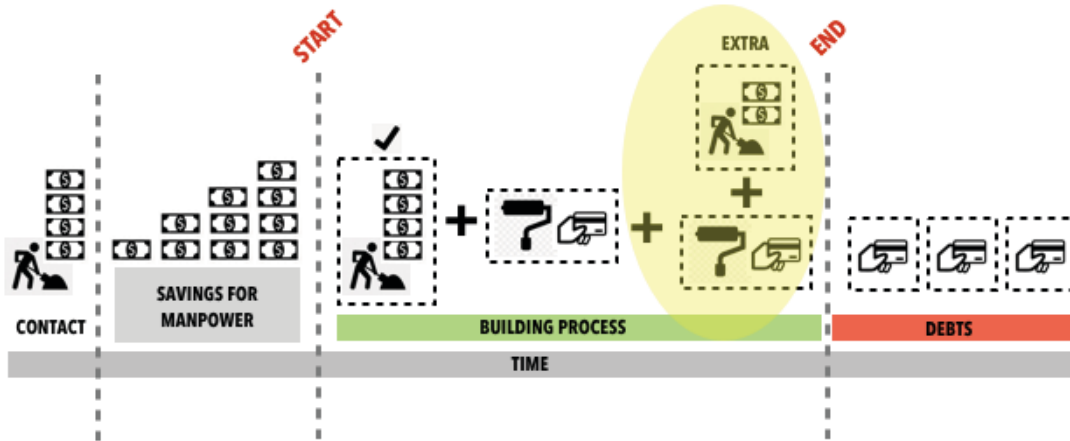 START
EXTRA
END
CONTACT
SAVINGS FOR
MANPOWER
BUILDING PROCESS
DEBTS
TIME